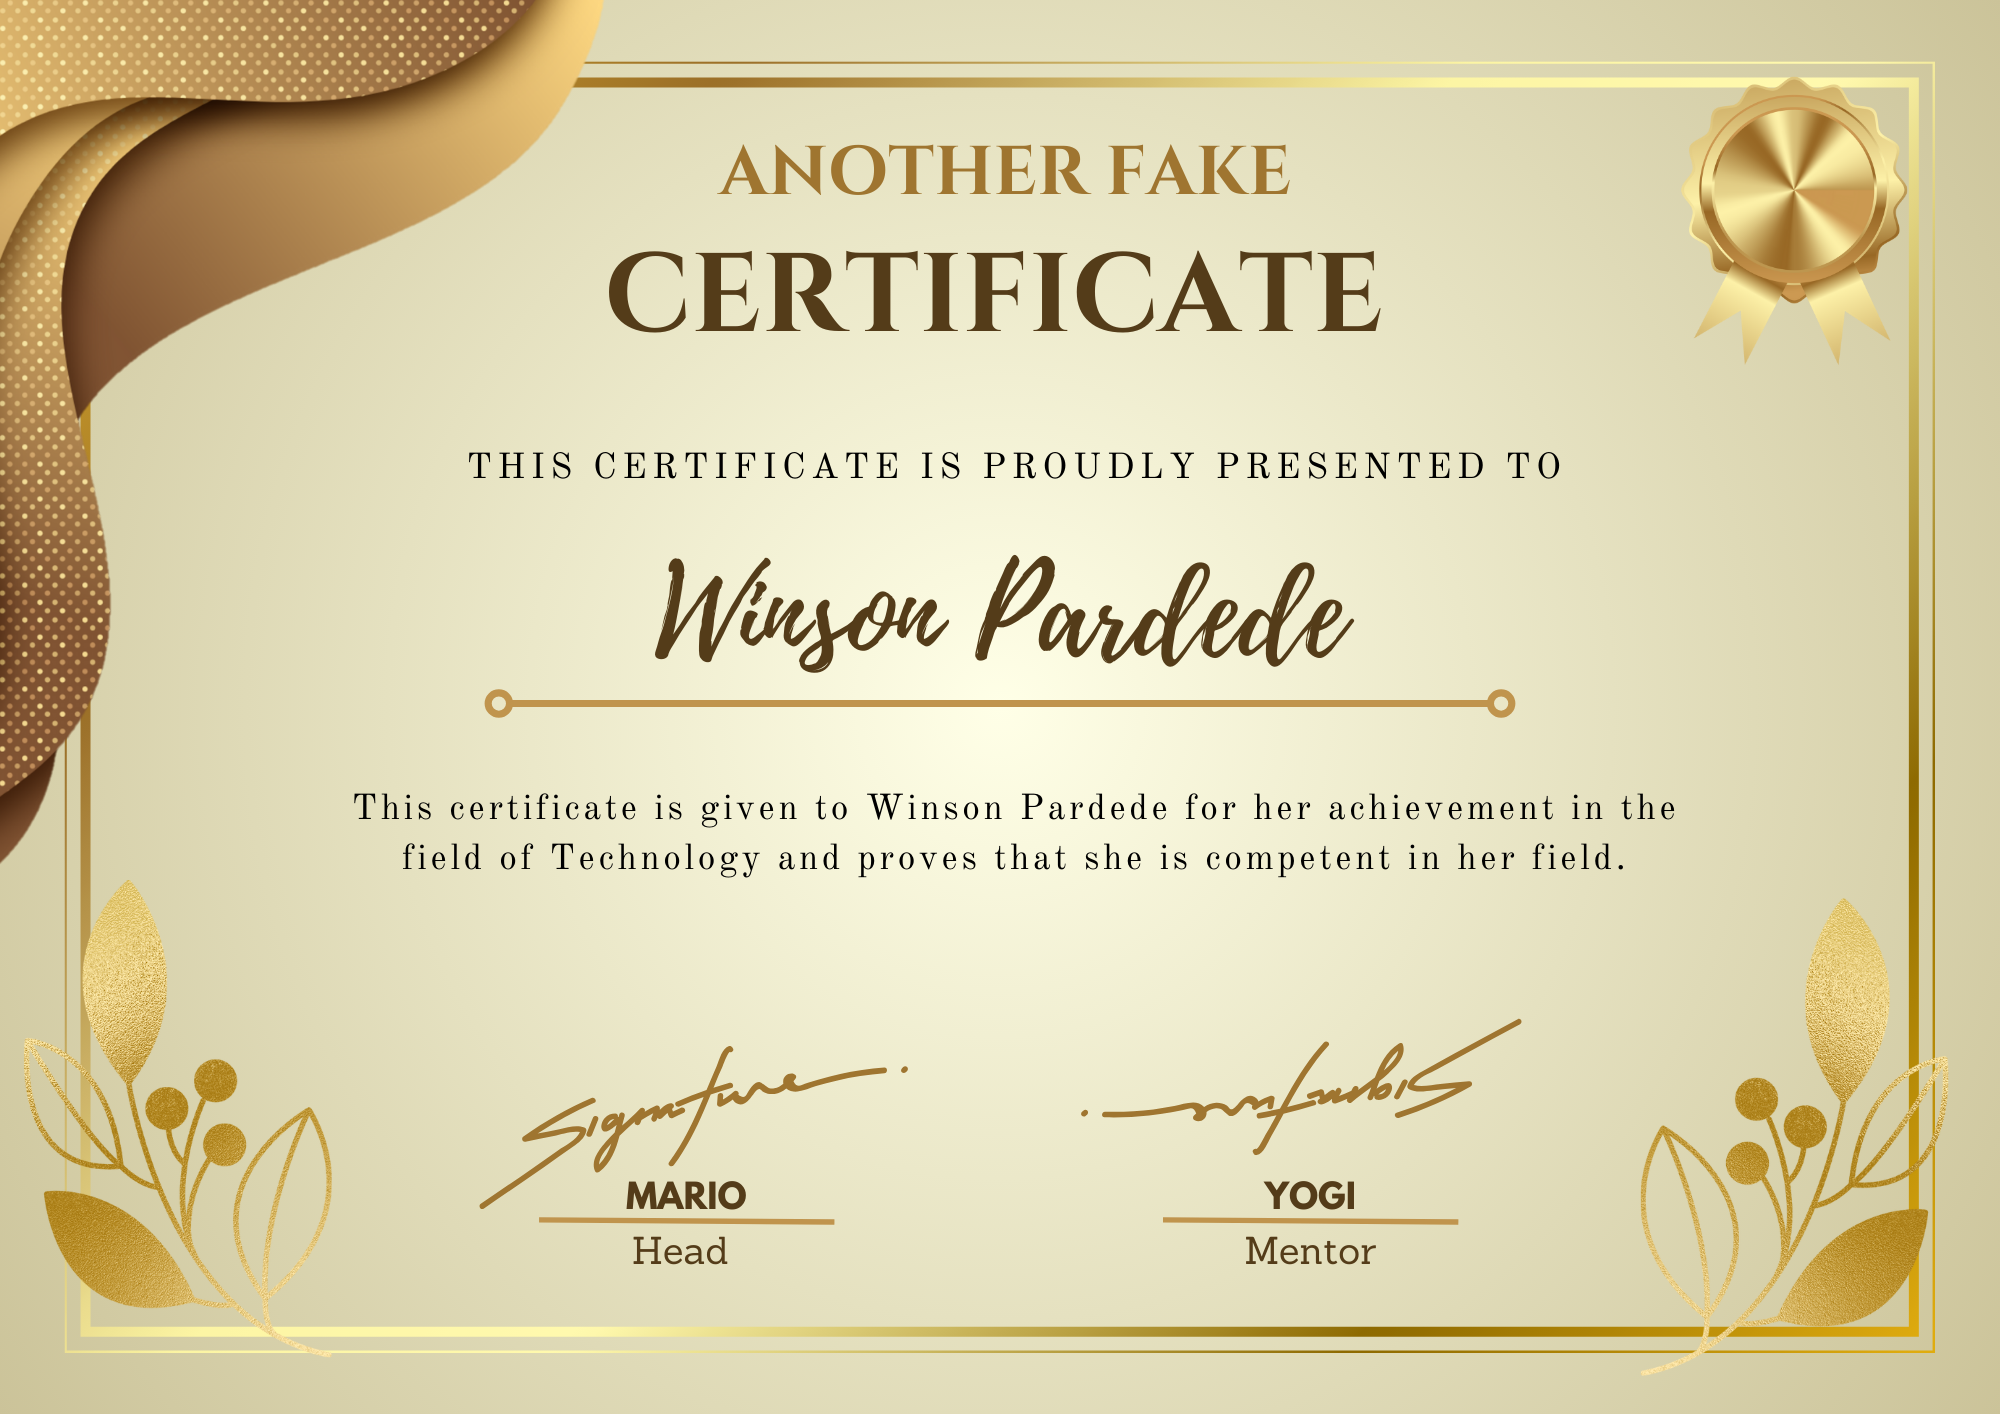 ANOTHER FAKE
CERTIFICATE
THIS CERTIFICATE IS PROUDLY PRESENTED TO
Winson Pardede
This certificate is given to Winson Pardede for her achievement in the
field of Technology and proves that she is competent in her field.
Signature
MARIO
Head
YOGI
Mentor